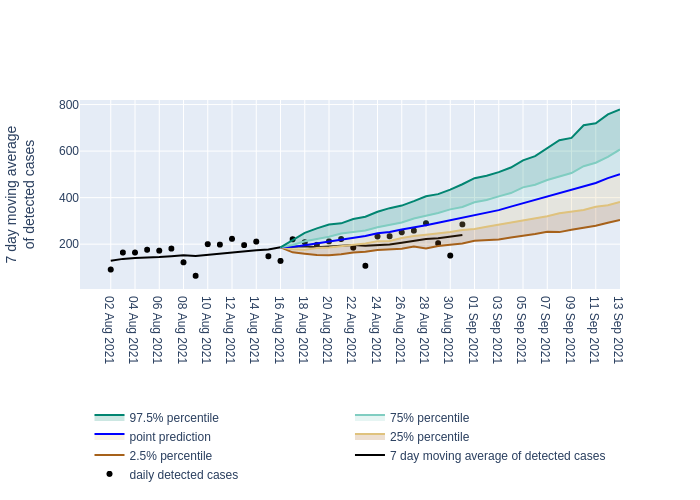 7 day moving average
of detected cases
800
600
400
200
02 Aug 2021
04 Aug 2021
06 Aug 2021
08 Aug 2021
10 Aug 2021
12 Aug 2021
14 Aug 2021
16 Aug 2021
18 Aug 2021
20 Aug 2021
22 Aug 2021
24 Aug 2021
26 Aug 2021
28 Aug 2021
30 Aug 2021
01 Sep 2021
03 Sep 2021
05 Sep 2021
07 Sep 2021
09 Sep 2021
11 Sep 2021
13 Sep 2021
97.5% percentile
75% percentile
point prediction
25% percentile
2.5% percentile
7 day moving average of detected cases
daily detected cases